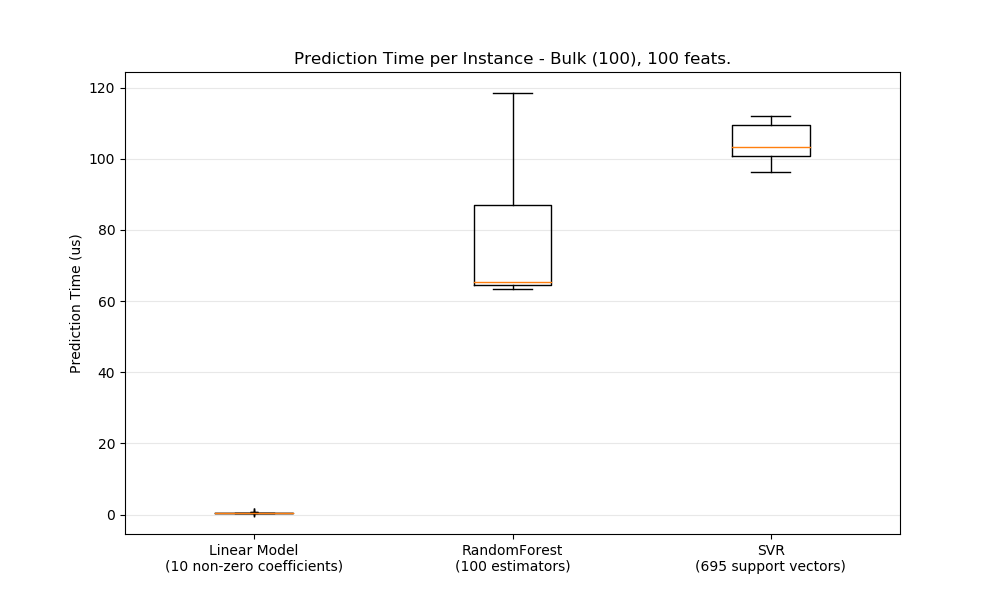 Prediction Time per Instance - Bulk (100), 100 feats.
120
100
80
60
40
20
0
Prediction Time (us)
Linear Model
(10 non-zero coefficients)
RandomForest
(100 estimators)
SVR
(695 support vectors)